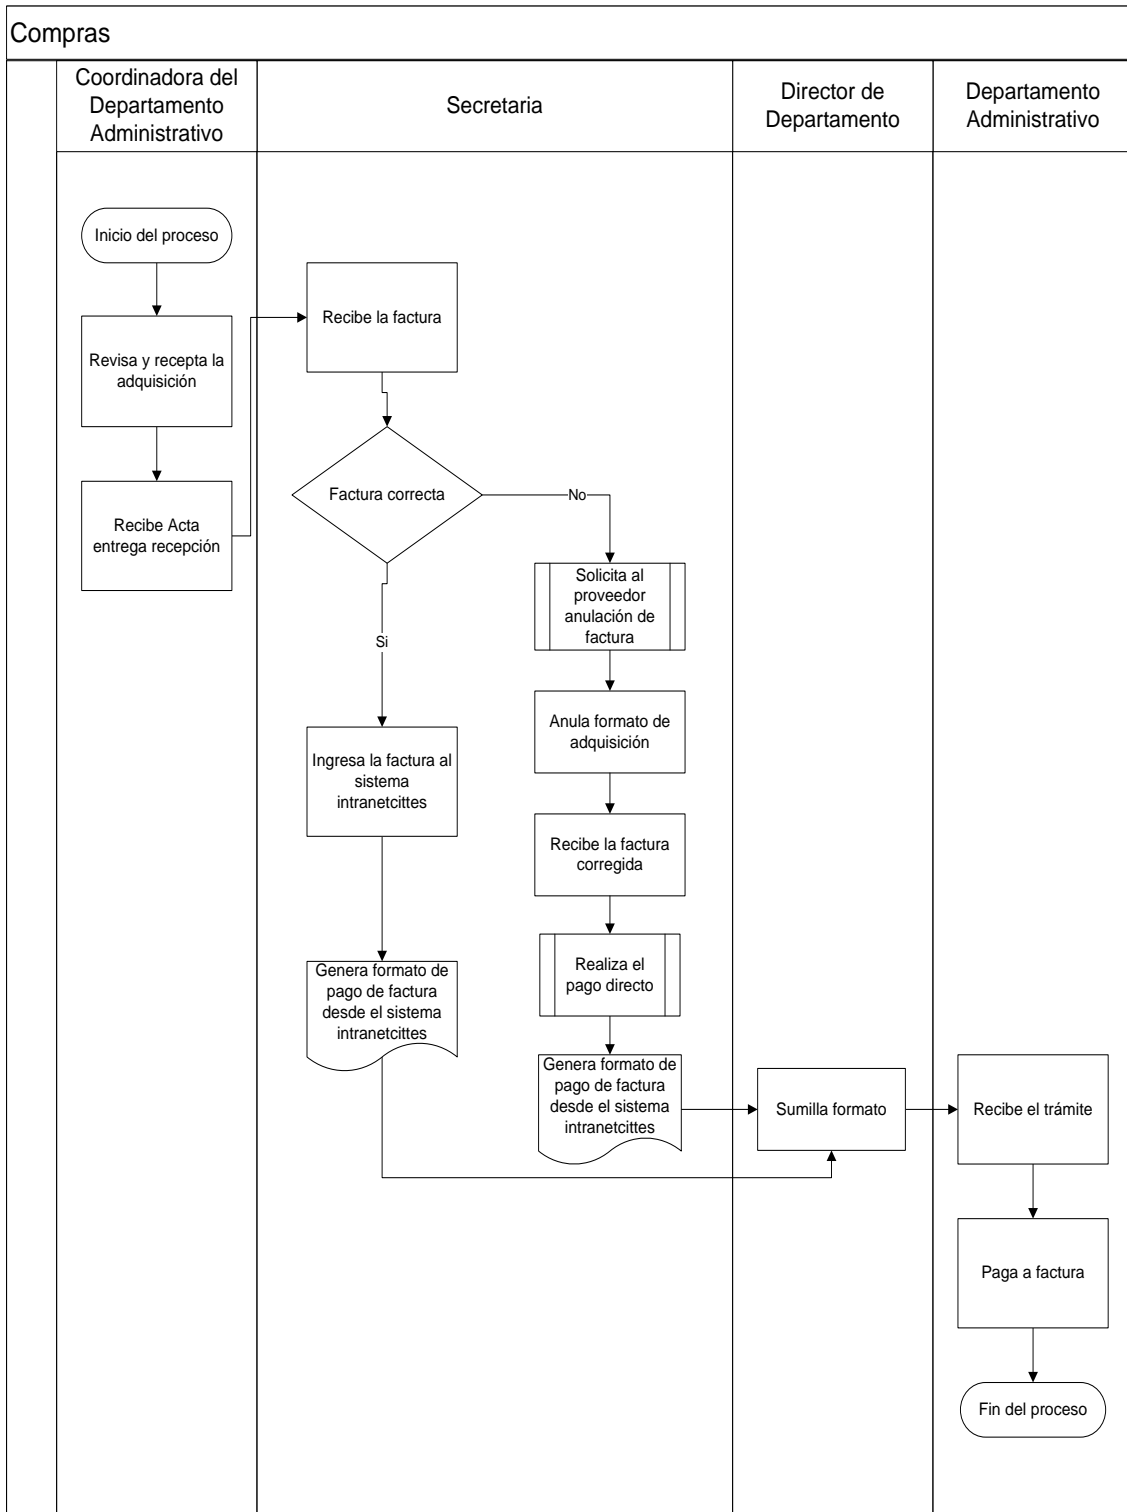 Compras
Coordinadora del
Departamento
Administrativo
Secretaria
Director de
Departamento
Departamento
Administrativo
Inicio del proceso
Revisa y recepta la
adquisición
Recibe Acta
entrega recepción
Recibe la factura
Factura correcta
No
Si
Solicita al
proveedor
anulación de
factura
Anula formato de
adquisición
Ingresa la factura al
sistema
intranetcittes
Recibe la factura
corregida
Realiza el
pago directo
Genera formato de
pago de factura
desde el sistema
intranetcittes
Genera formato de
pago de factura
desde el sistema
intranetcittes
Sumilla formato
Recibe el trámite
Paga a factura
Fin del proceso